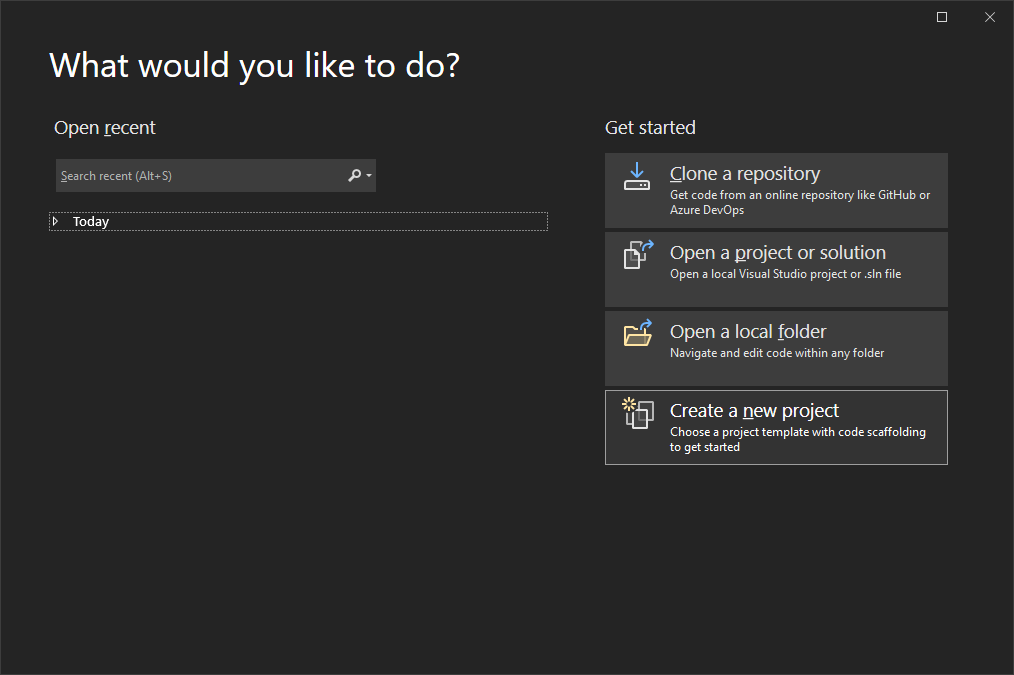 What would you like to do?
Open recent
Search recent (Alt+S)
Today
Get started
Clone a repository
Get code from an online repository like GitHub or
Azure DevOps
Open a project or solution
Open a local Visual Studio project or .sln file
Open a local folder
Navigate and edit code within any folder
Create a new project
Choose a project template with code scaffolding
to get started